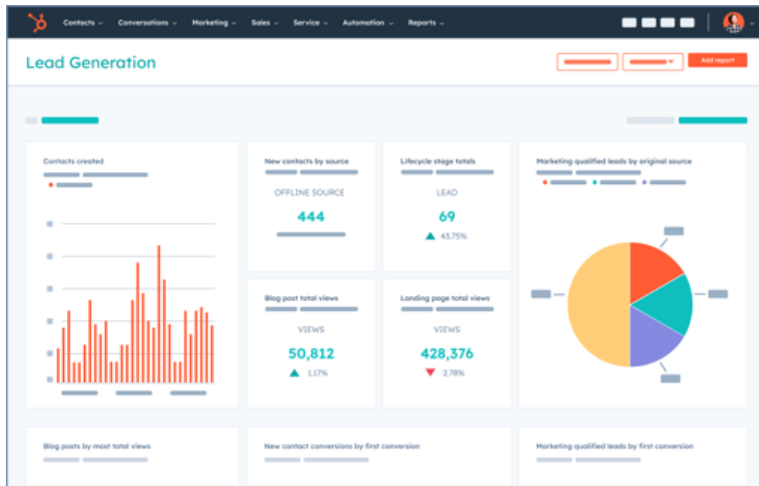 Contacts Conversations Marketing Sales Service Automation Reports
Lead Generation
Add report
Contacts created
New contacts by source
OFFLINE SOURCE
444
Lifecycle stage totals
LEAD
69
43.75%
Marketing qualified leads by original source
Blog post total views
VIEWS
50,812
1.17%
Landing page total views
VIEWS
428,376
2.78%
Blog posts by most total views
New contact conversions by first conversion
Marketing qualified leads by first conversion